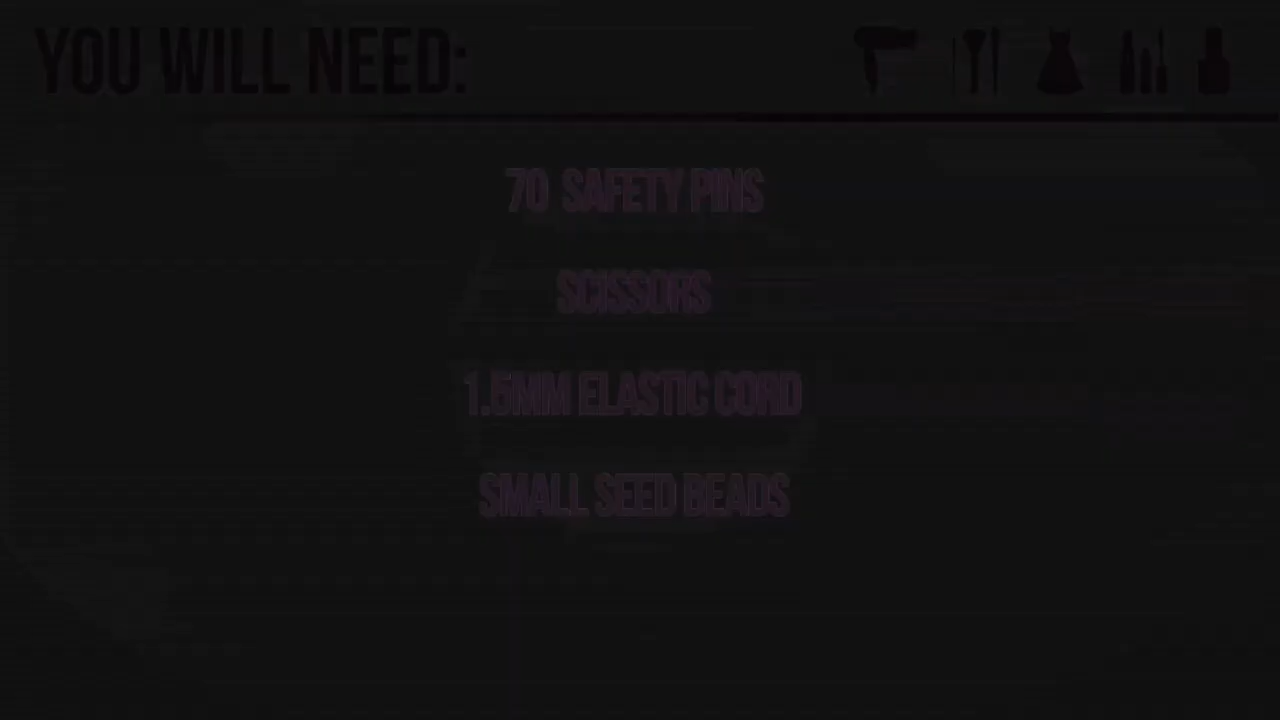 YOU WILL NEED:
70 SAFETY PINS
SCISSORS
1.5MM ELASTIC CORD
SMALL SEED BEADS